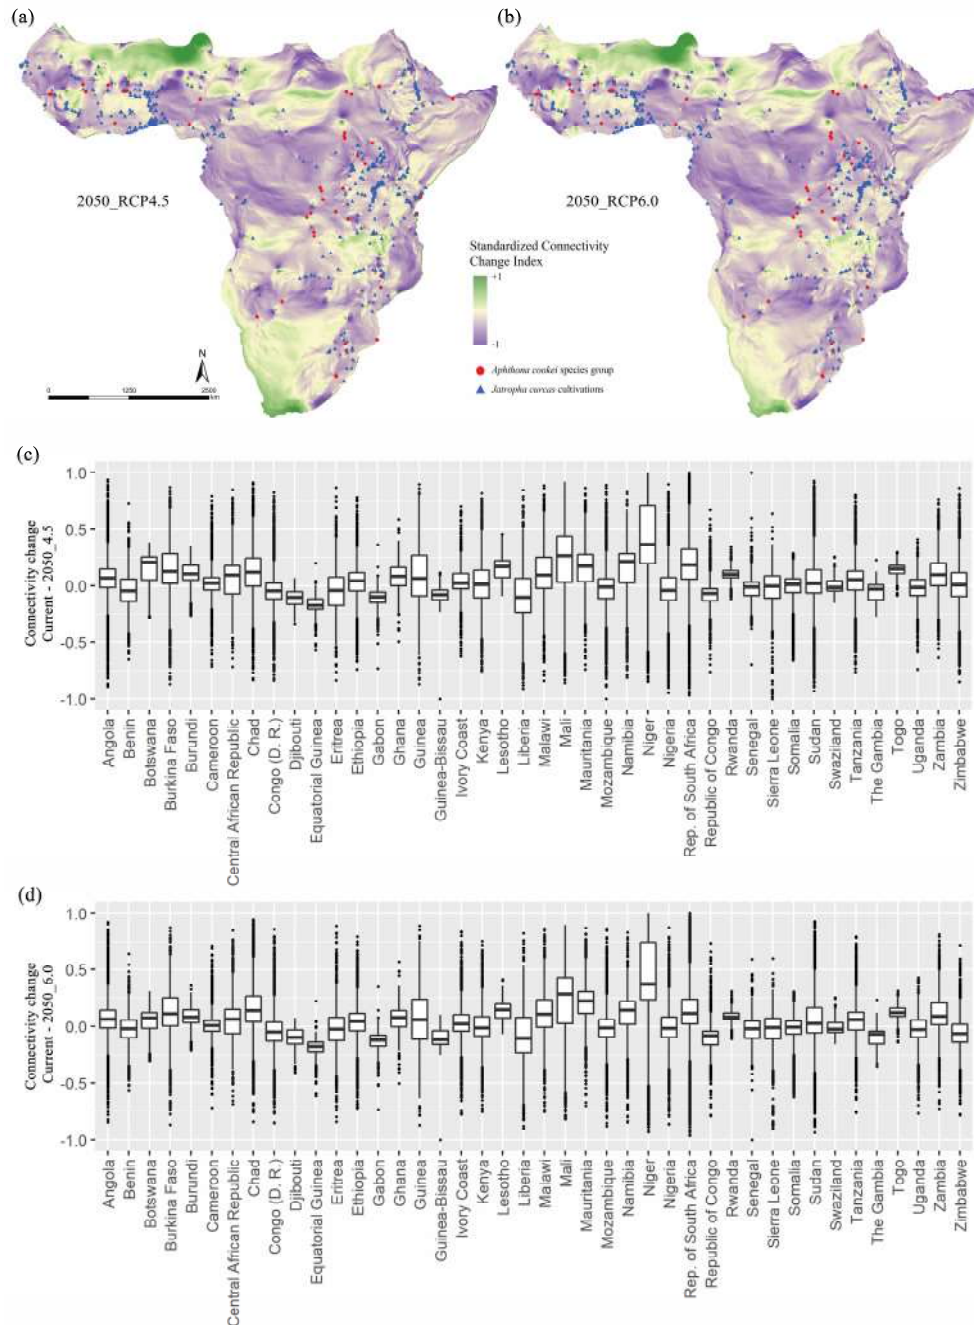 (a)
(b)
2050_RCP4.5
2050_RCP6.0
Standardized Connectivity
Change Index
+1
-1
N
0 1250 2500
km
Aphthona cookei species group
Jatropha curcas cultivations
(c)
Connectivity change
Current - 2050_4.5
1.0
0.5
0.0
-0.5
-1.0
Angola
Benin
Botswana
Burkina Faso
Burundi
Cameroon
Central African Republic
Chad
Congo (D. R.)
Djibouti
Equatorial Guinea
Eritrea
Ethiopia
Gabon
Ghana
Guinea
Guinea-Bissau
Ivory Coast
Kenya
Lesotho
Liberia
Malawi
Mali
Mauritania
Mozambique
Namibia
Niger
Nigeria
Rep. of South Africa
Republic of Congo
Rwanda
Senegal
Sierra Leone
Somalia
Sudan
Swaziland
Tanzania
The Gambia
Togo
Uganda
Zambia
Zimbabwe
(d)
Connectivity change
Current - 2050_6.0
1.0
0.5
0.0
-0.5
-1.0
Angola
Benin
Botswana
Burkina Faso
Burundi
Cameroon
Central African Republic
Chad
Congo (D. R.)
Djibouti
Equatorial Guinea
Eritrea
Ethiopia
Gabon
Ghana
Guinea
Guinea-Bissau
Ivory Coast
Kenya
Lesotho
Liberia
Malawi
Mali
Mauritania
Mozambique
Namibia
Niger
Nigeria
Rep. of South Africa
Republic of Congo
Rwanda
Senegal
Sierra Leone
Somalia
Sudan
Swaziland
Tanzania
The Gambia
Togo
Uganda
Zambia
Zimbabwe